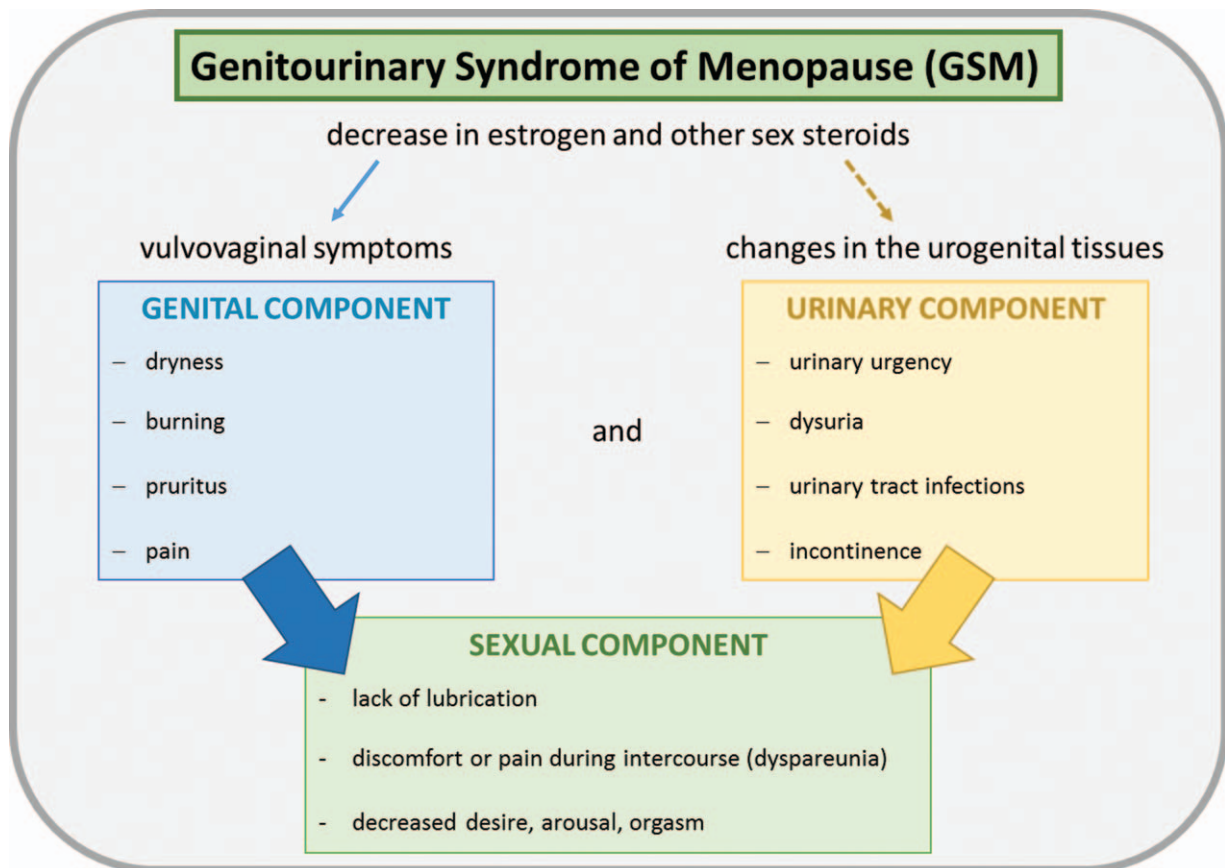 Genitourinary Syndrome of Menopause (GSM)
decrease in estrogen and other sex steroids
vulvovaginal symptoms
GENITAL COMPONENT
– dryness
– burning
– pruritus
– pain
and
changes in the urogenital tissues
URINARY COMPONENT
– urinary urgency
– dysuria
– urinary tract infections
– incontinence
SEXUAL COMPONENT
- lack of lubrication
- discomfort or pain during intercourse (dyspareunia)
- decreased desire, arousal, orgasm